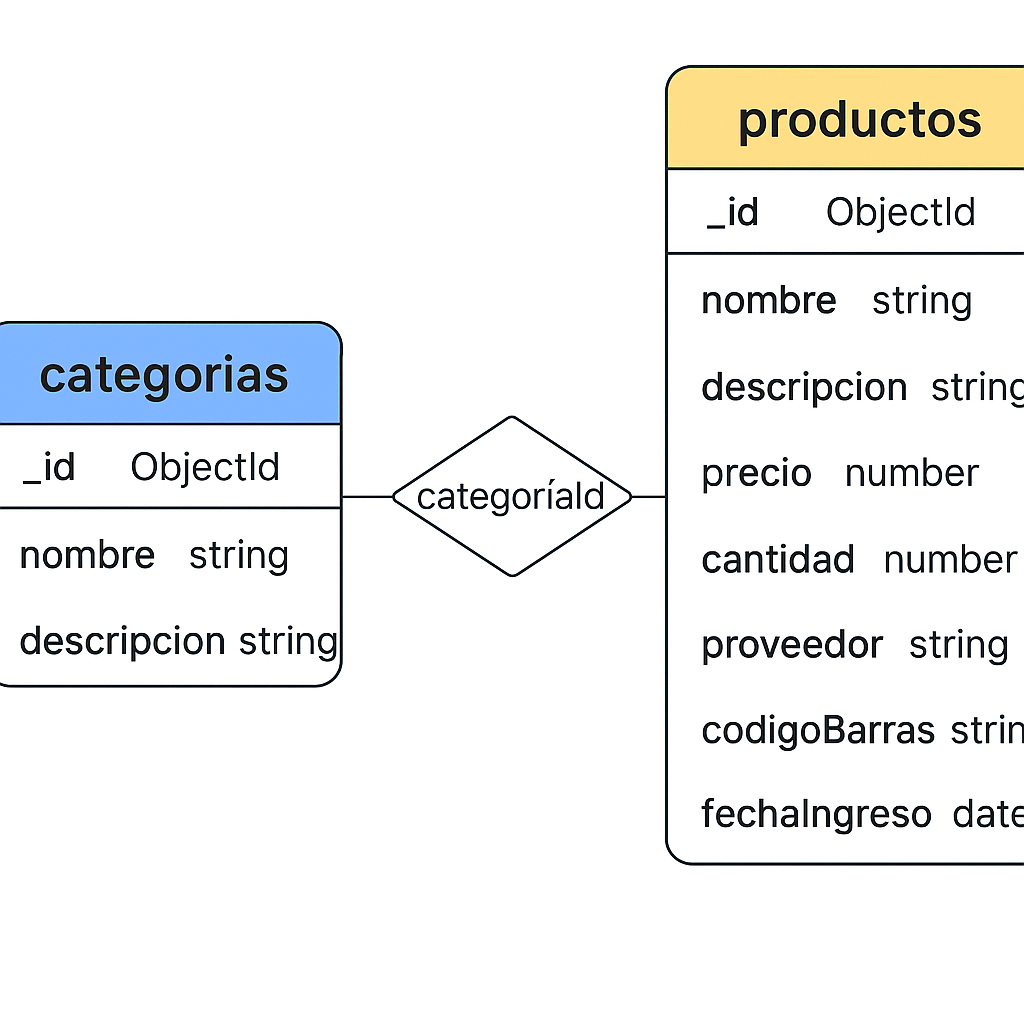 categorias
_id ObjectId
nombre string
descripcion string
categoríaId
productos
_id ObjectId
nombre string
descripcion string
precio number
cantidad number
proveedor string
codigoBarras strin
fechaIngreso date